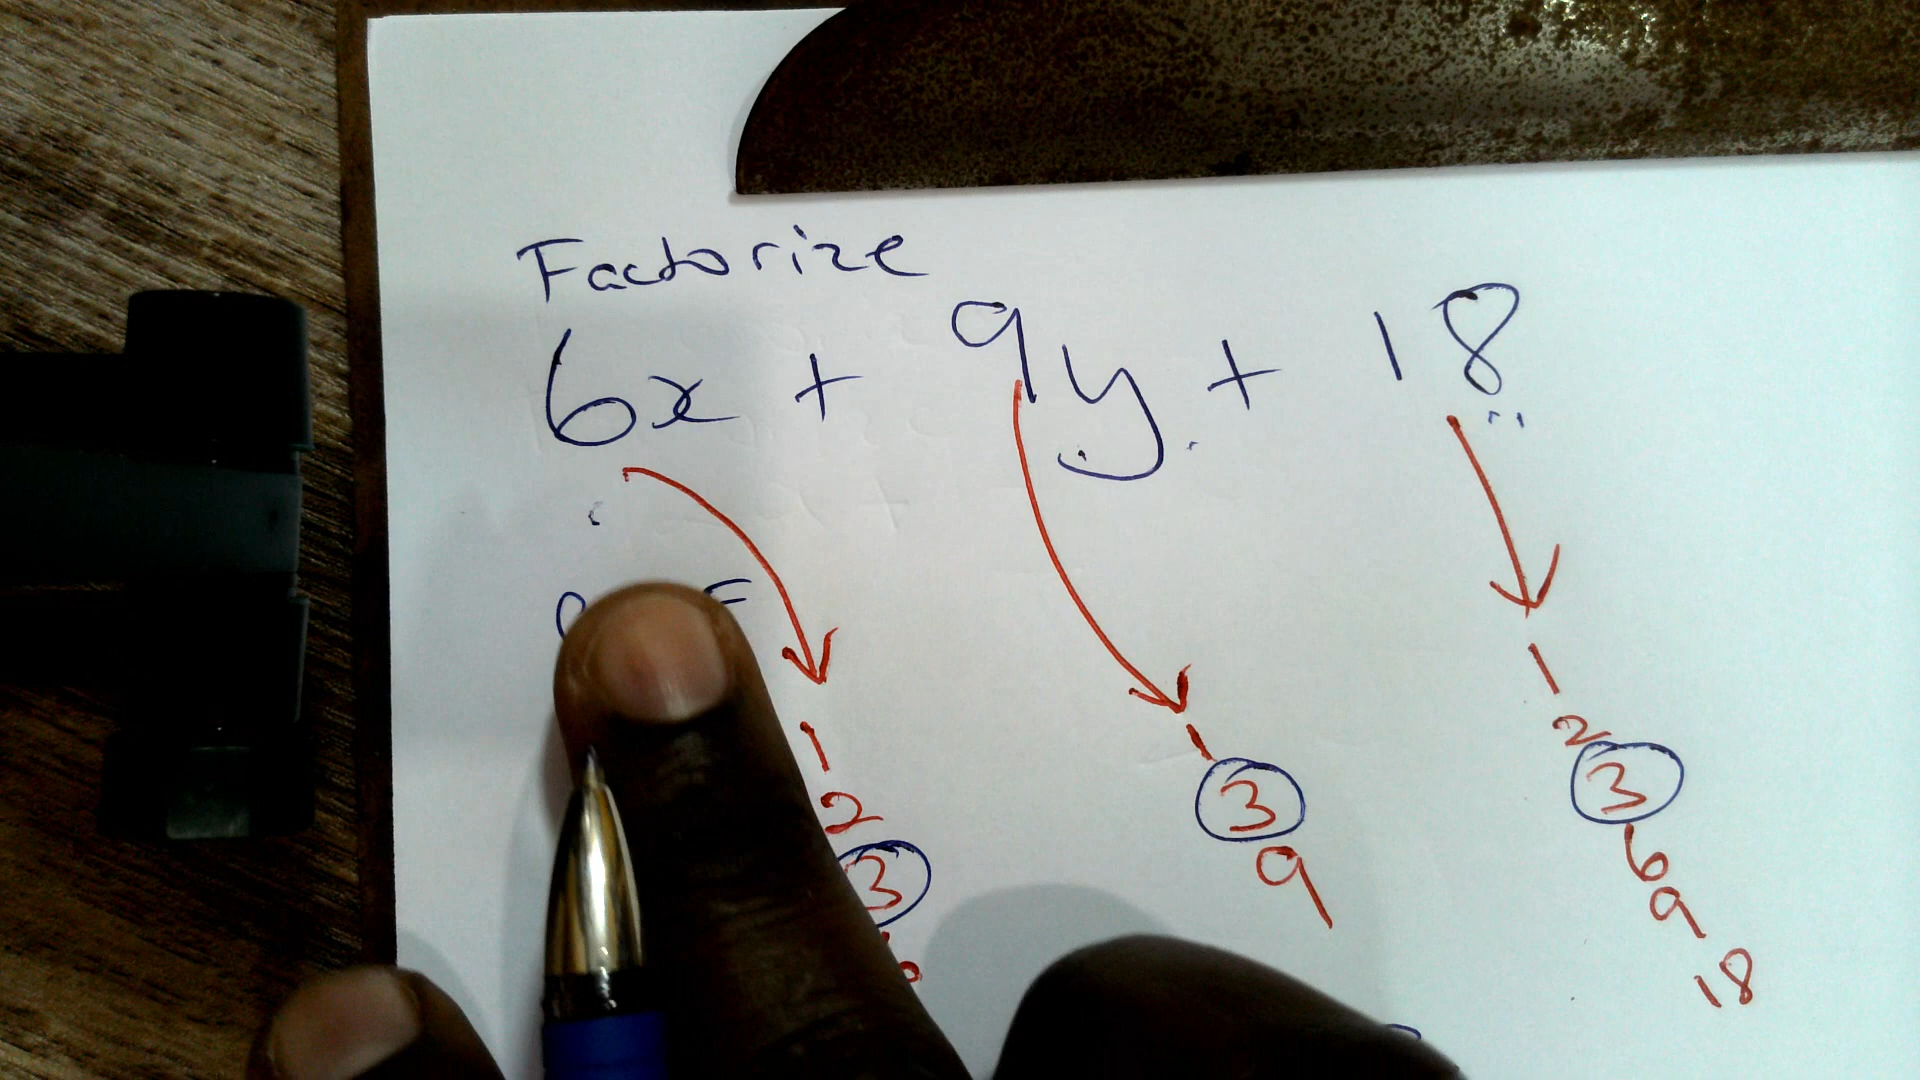 Factorize
6x + 9y + 18
1 1 1
2 3 2
3 9 3
6
9
18